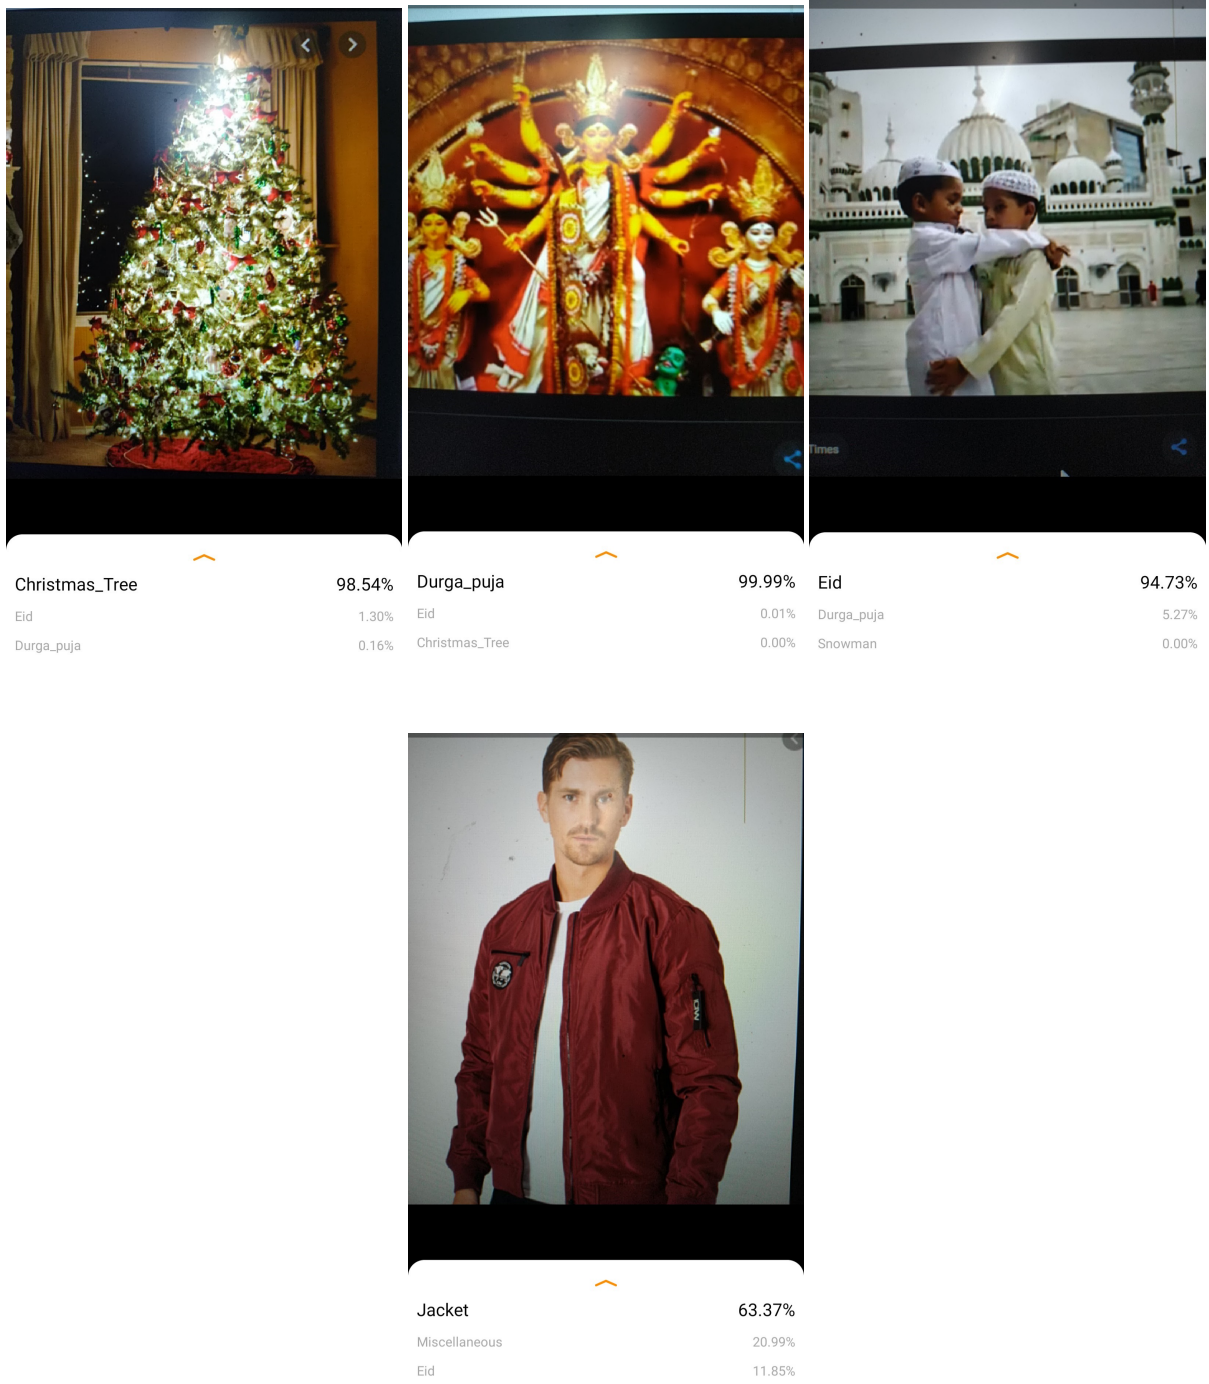 Times
Christmas_Tree 98.54%
Eid 1.30%
Durga_puja 0.16%
Durga_puja 99.99%
Eid 0.01%
Christmas_Tree 0.00%
Eid 94.73%
Durga_puja 5.27%
Snowman 0.00%
Jacket 63.37%
Miscellaneous 20.99%
Eid 11.85%